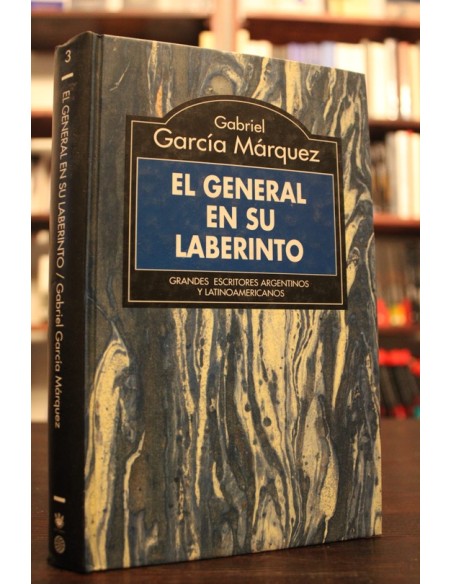 Gabriel
García Márquez
EL GENERAL
EN SU
LABERINTO
GRANDES ESCRITORES ARGENTINOS
Y LATINOAMERICANOS
3
EL GENERAL EN SU LABERINTO / Gabriel García Márquez